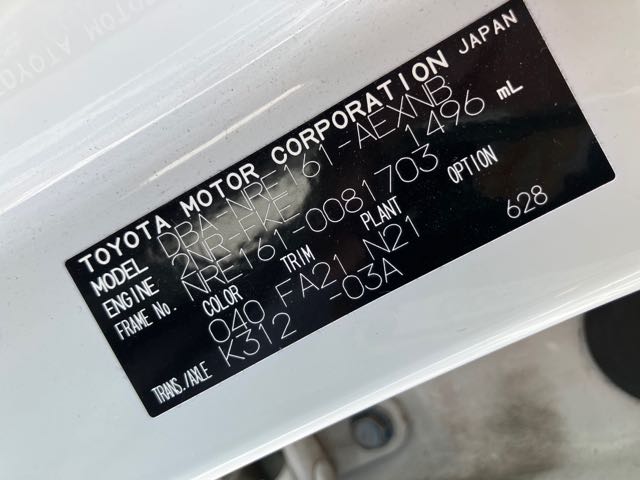 TOYOTA MOTOR CORPORATION JAPAN
MODEL DBA-NRE161-AEXNB
ENGINE 2NR-FKE 1496 mL
FRAME No. NRE161-0081703
COLOR TRIM PLANT OPTION
040 FA21 N21 628
TRANS./AXLE K312 -03A